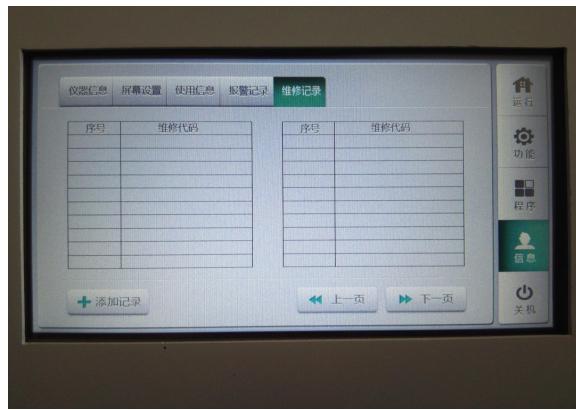 仪器信息 屏幕设置 使用信息 报警记录 维修记录
序号 维修代码 序号 维修代码
添加记录 上一页 下一页
运行
功能
程序
信息
关机